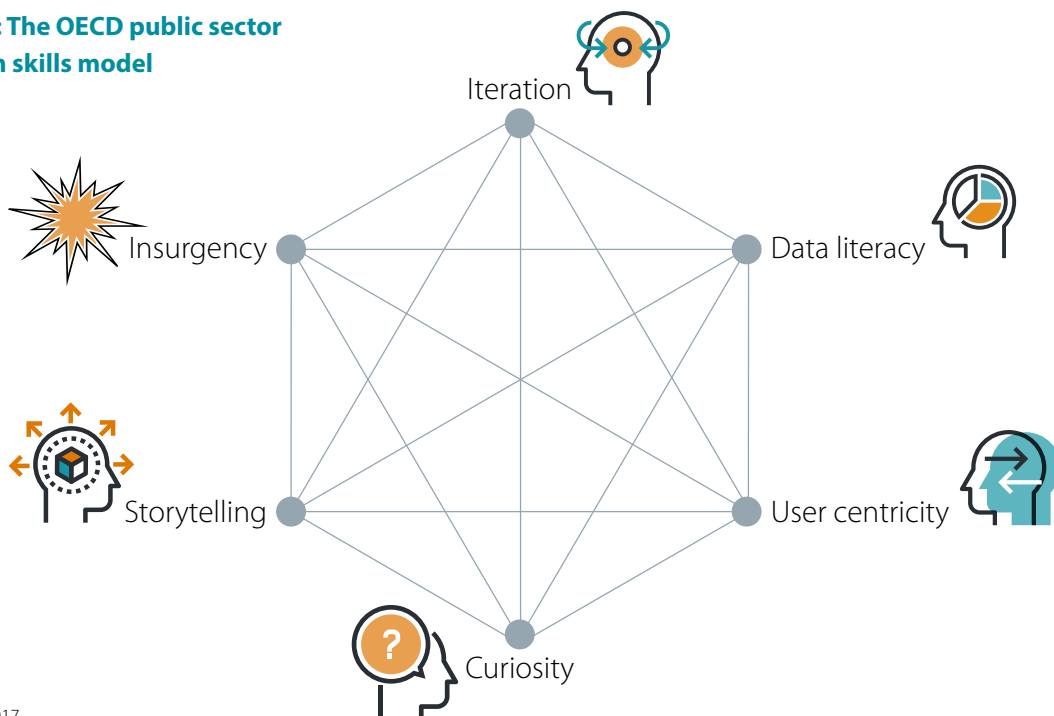 : The OECD public sector
n skills model
Iteration
Insurgency
Data literacy
Storytelling
User centricity
?
Curiosity